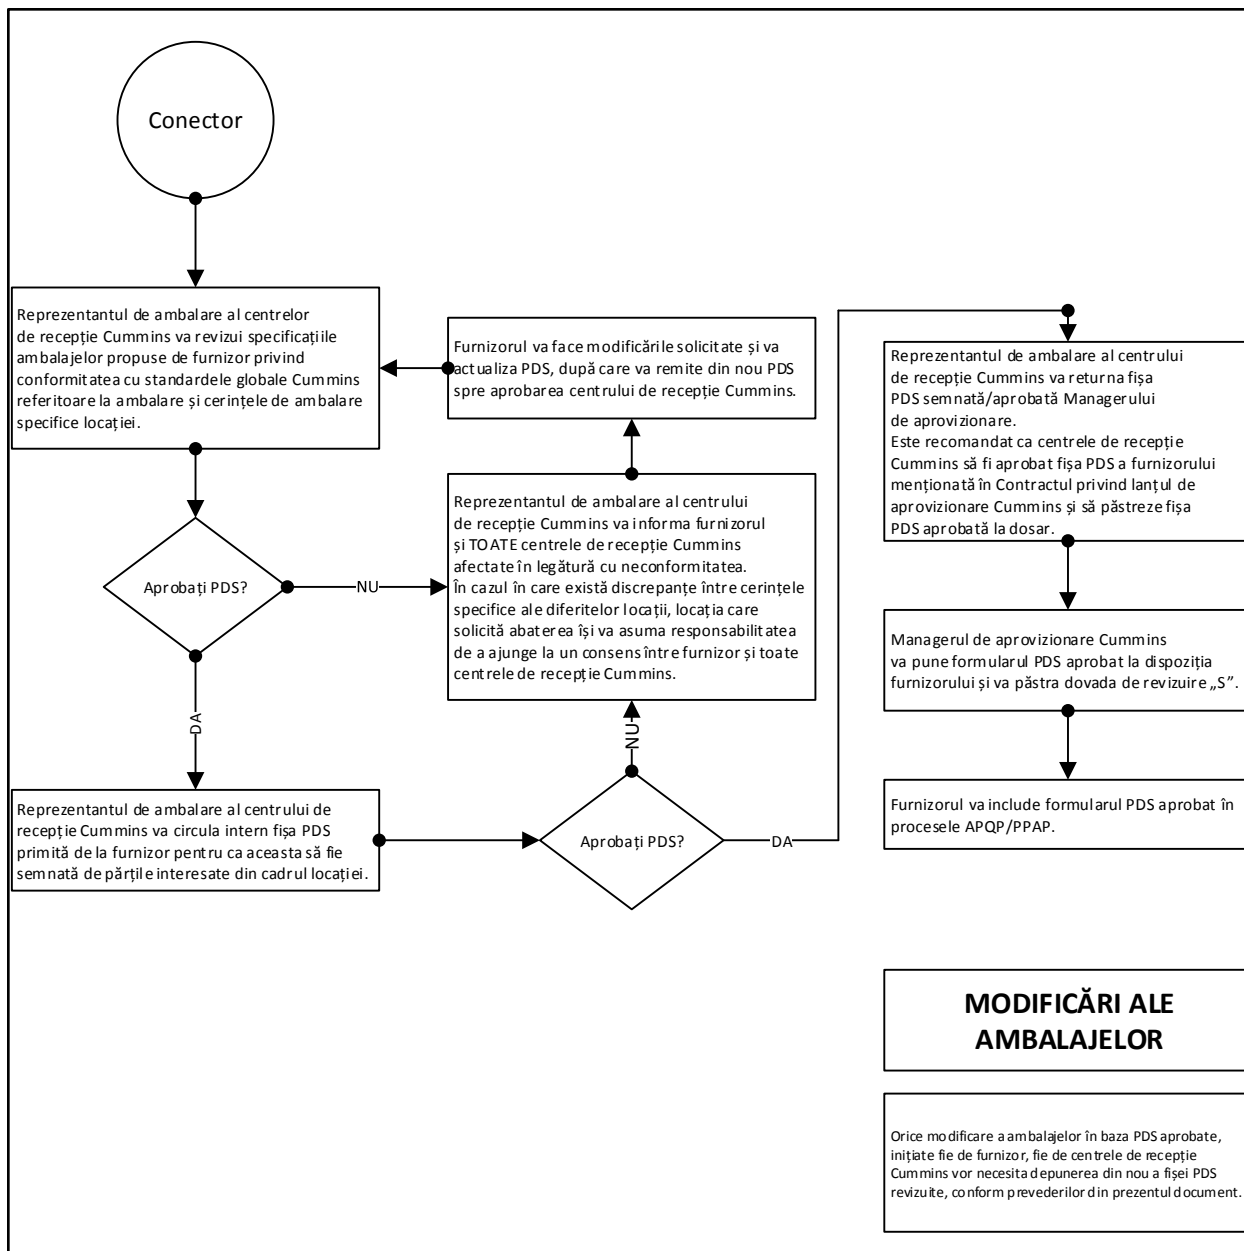 Conector
Reprezentantul de ambalare al centrelor
de recepție Cummins va revizui specificațiile
ambalajelor propuse de furnizor privind
conformitatea cu standardele globale Cummins
referitoare la ambalare și cerințele de ambalare
specifice locației.
Aprobați PDS?
NU
DA
Reprezentantul de ambalare al centrului de
recepție Cummins va circula intern fișa PDS
primită de la furnizor pentru ca aceasta să fie
semnată de părțile interesate din cadrul locației.
Furnizorul va face modificările solicitate și va
actualiza PDS, după care va remite din nou PDS
spre aprobarea centrului de recepție Cummins.
Reprezentantul de ambalare al centrului
de recepție Cummins va informa furnizorul
și TOATE centrele de recepție Cummins
afectate în legătură cu neconformitatea.
În cazul în care există discrepanțe între cerințele
specifice ale diferitelor locații, locația care
solicită abaterea își va asuma responsabilitatea
de a ajunge la un consens între furnizor și toate
centrele de recepție Cummins.
NU
Aprobați PDS?
DA
Reprezentantul de ambalare al centrului
de recepție Cummins va returna fișa
PDS semnată/aprobată Managerului
de aprovizionare.
Este recomandat ca centrele de recepție
Cummins să fi aprobat fișa PDS a furnizorului
menționată în Contractul privind lanțul de
aprovizionare Cummins și să păstreze fișa
PDS aprobată la dosar.
Managerul de aprovizionare Cummins
va pune formularul PDS aprobat la dispoziția
furnizorului și va păstra dovada de revizuire „S”.
Furnizorul va include formularul PDS aprobat în
procesele APQP/PPAP.
MODIFICĂRI ALE
AMBALAJELOR
Orice modificare a ambalajelor în baza PDS aprobate,
inițiate fie de furnizor, fie de centrele de recepție
Cummins vor necesita depunerea din nou a fișei PDS
revizuite, conform prevederilor din prezentul document.